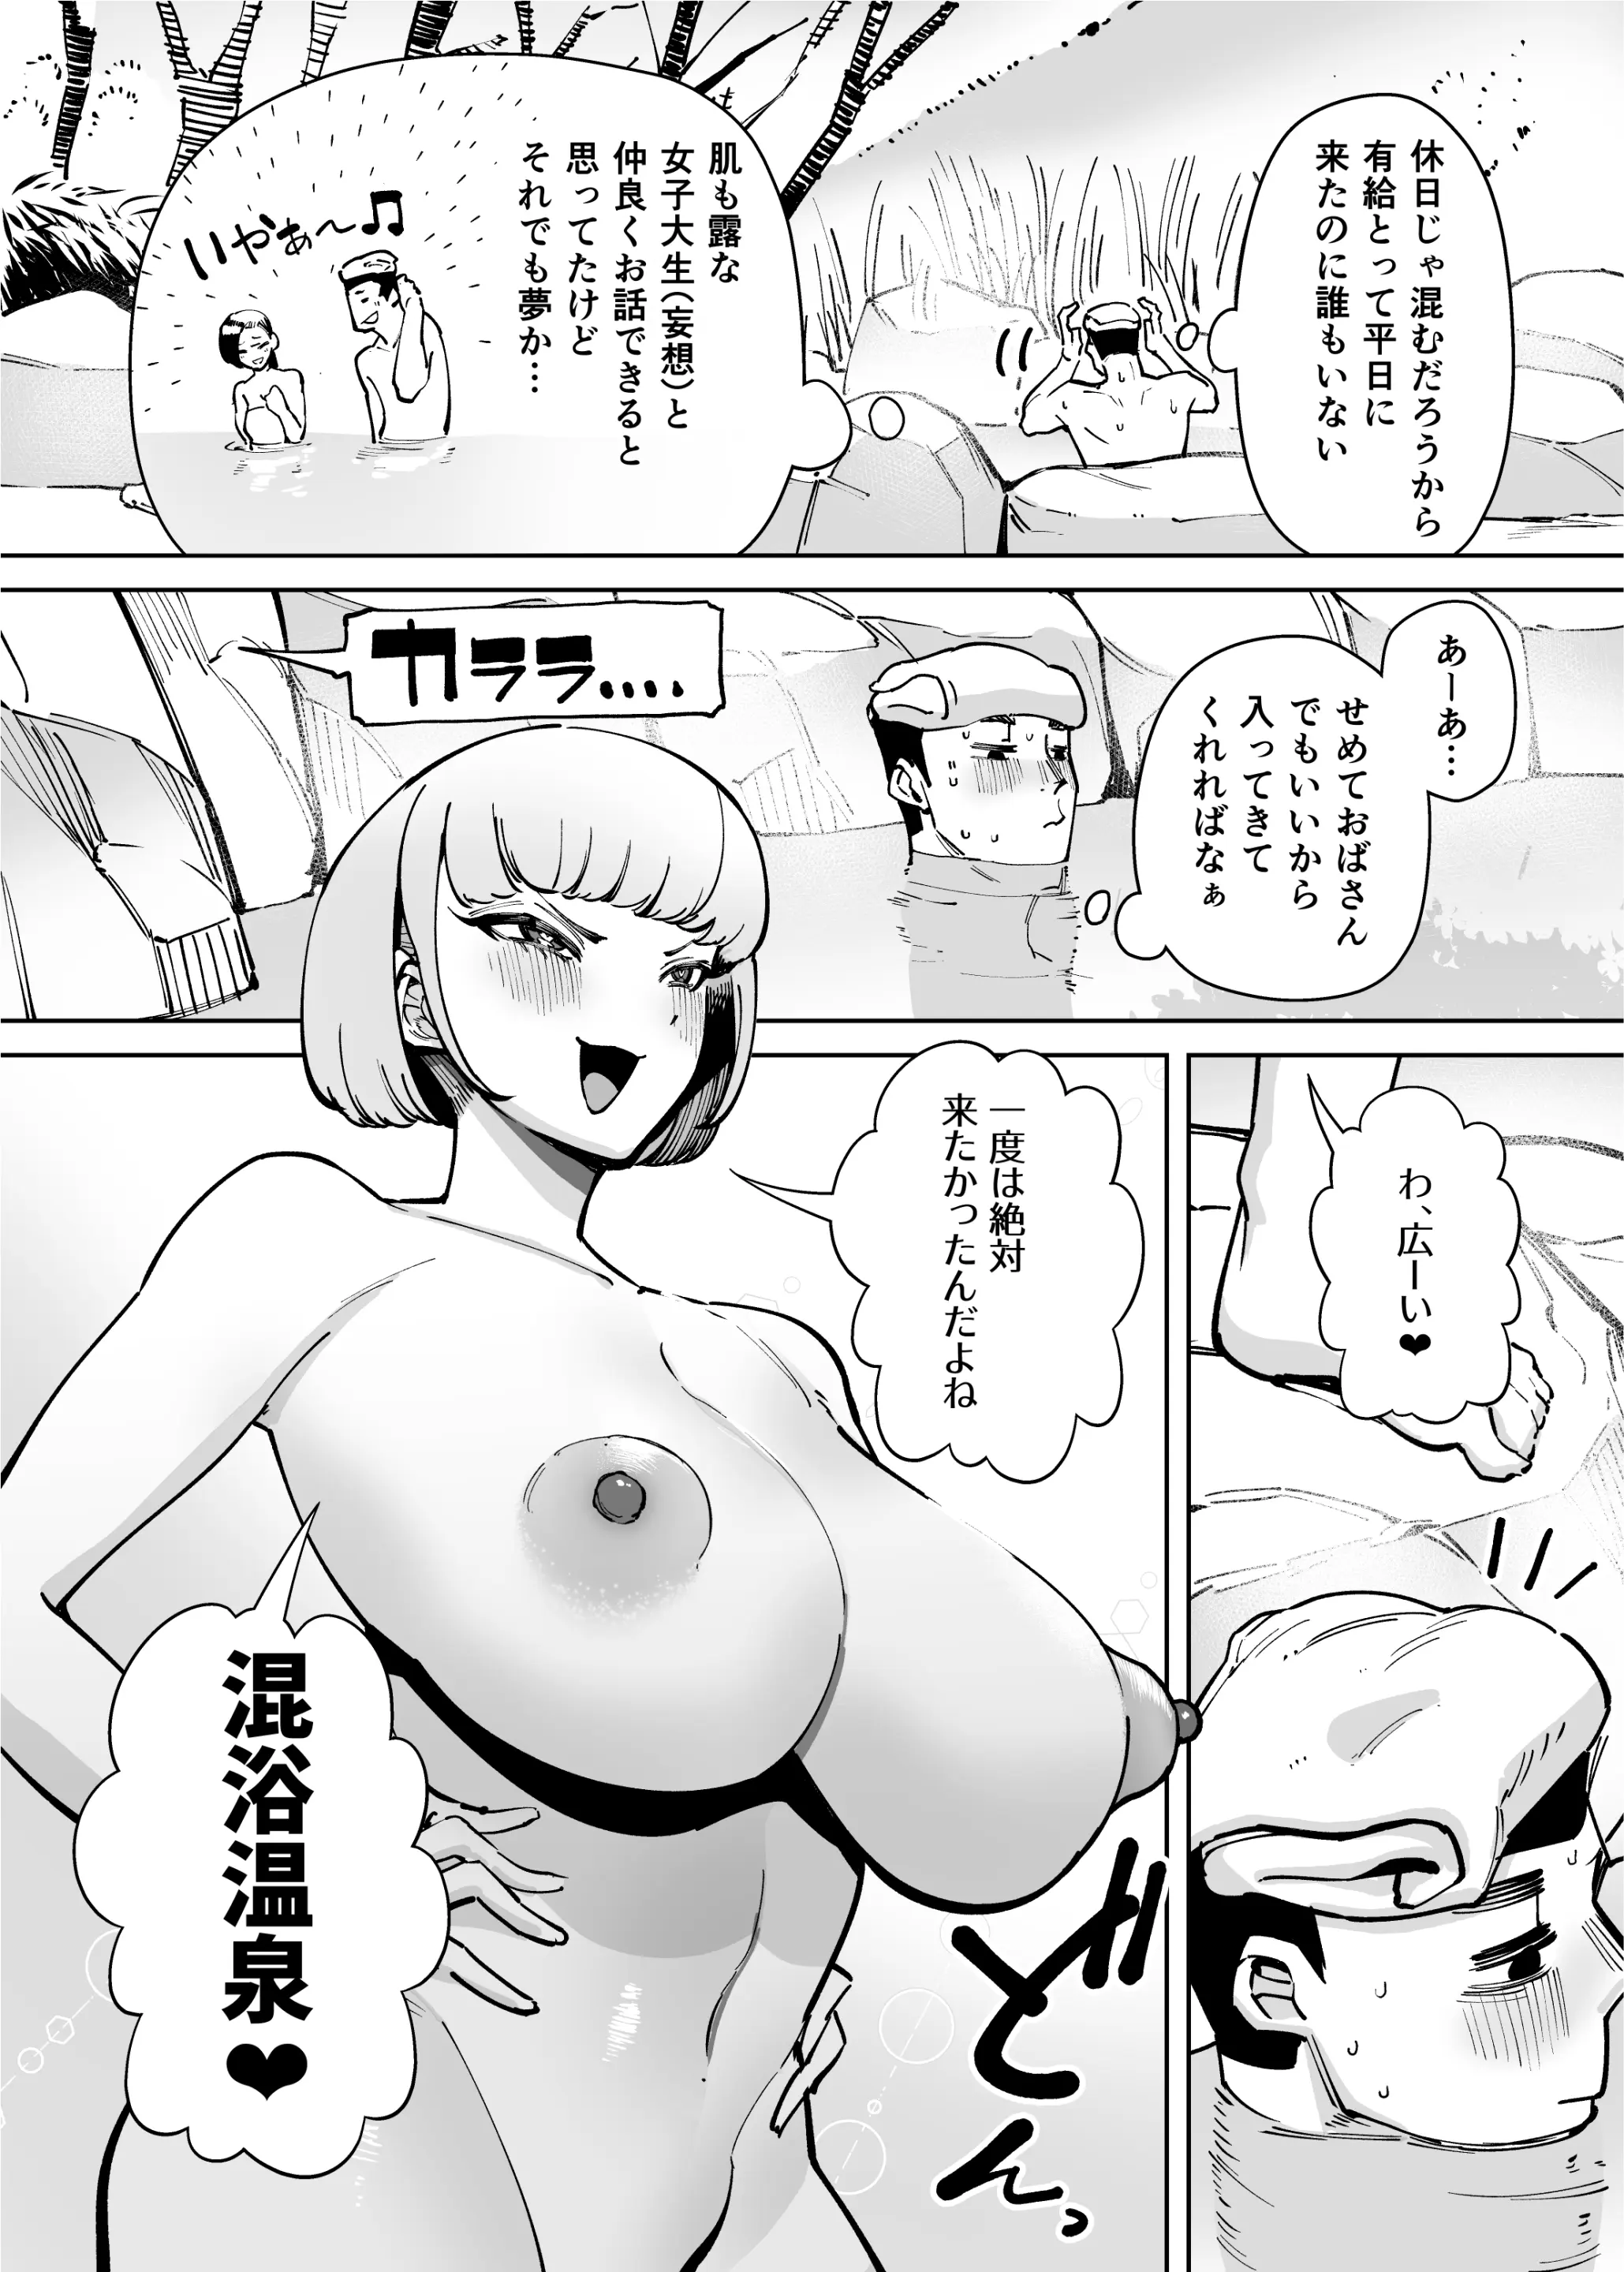 休日じゃ混むだろうから
有給とって平日に
来たのに誰もいない
肌も露な
女子大生(妄想)と
仲良くお話できると
思ってたけど
それでも夢か…
いやぁ〜♫
あーあ…
せめておばさん
でもいいから
入ってきて
くれればなぁ
カララ....
わ、広ーい❤
一度は絶対
来たかったんだよね
混浴温泉❤
どんっ